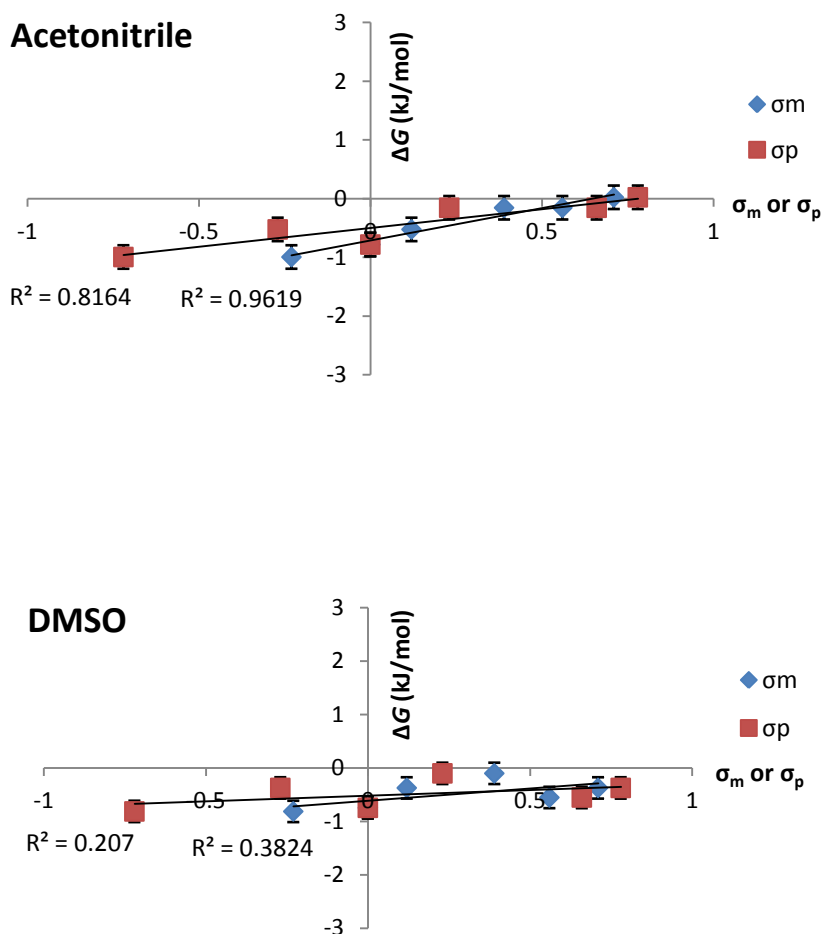 Acetonitrile
ΔG (kJ/mol)
3
2
1
0
-1
-2
-3
-1
-0.5
0
0.5
1
σm
σp
σm or σp
R² = 0.8164
R² = 0.9619
DMSO
ΔG (kJ/mol)
3
2
1
0
-1
-2
-3
-1
-0.5
0
0.5
1
σm
σp
σm or σp
R² = 0.207
R² = 0.3824